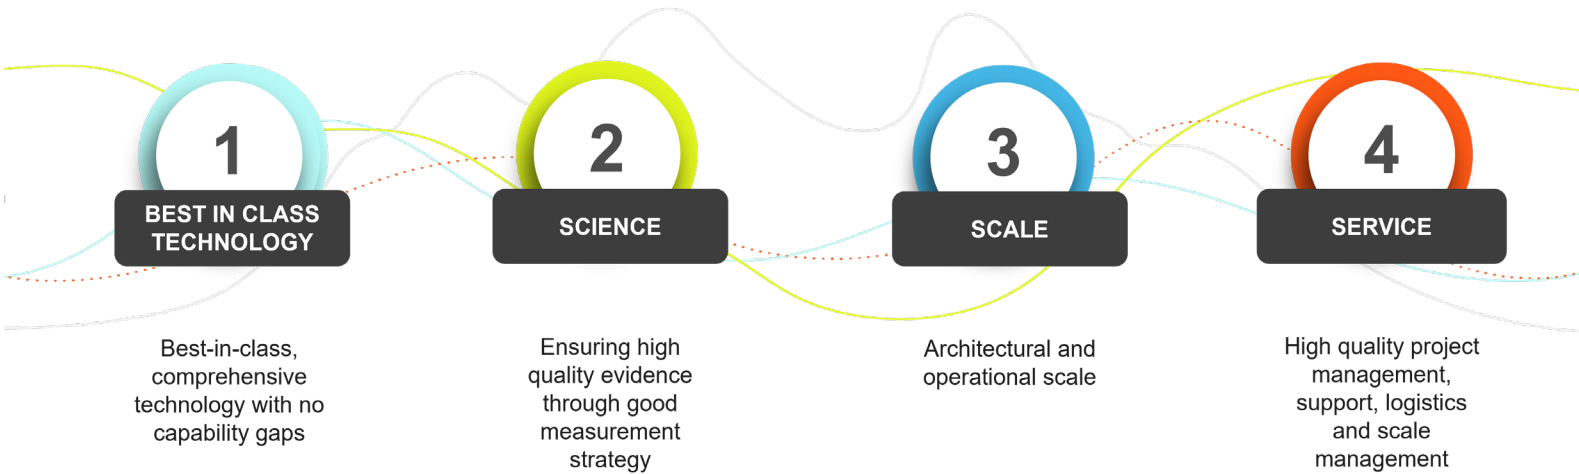 1
BEST IN CLASS
TECHNOLOGY
Best-in-class,
comprehensive
technology with no
capability gaps
2
SCIENCE
Ensuring high
quality evidence
through good
measurement
strategy
3
SCALE
Architectural and
operational scale
4
SERVICE
High quality project
management,
support, logistics
and scale
management